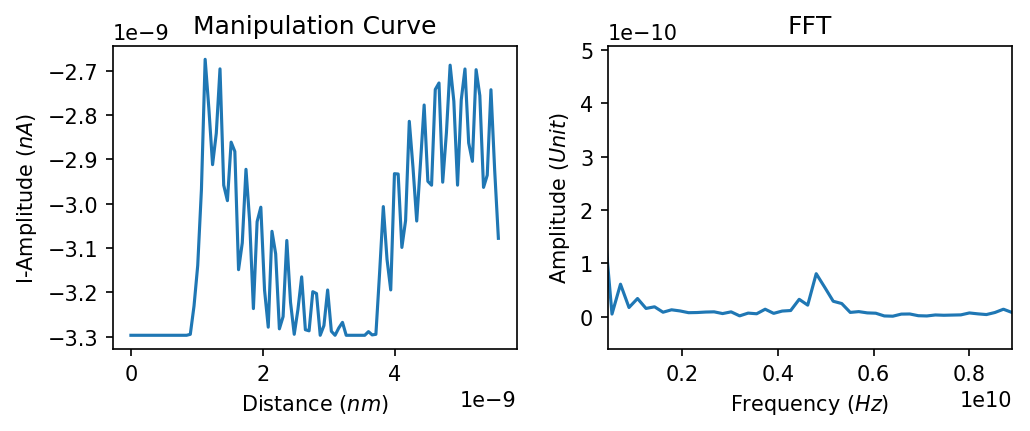 Manipulation Curve
1e−9
−2.7
−2.8
−2.9
−3.0
−3.1
−3.2
−3.3
I-Amplitude (nA)
0
2
4
Distance (nm)
1e−9
FFT
1e−10
5
4
3
2
1
0
Amplitude (Unit)
0.2
0.4
0.6
0.8
Frequency (Hz)
1e10